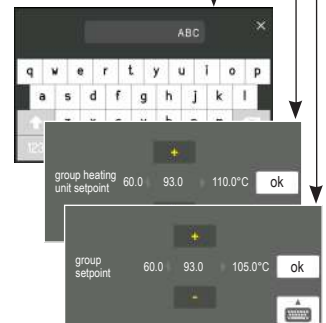 ABC ×
q w e r t y u i o p
a s d f g h j k l
123
+
group heating
unit setpoint 60.0 93.0 110.0°C ok
+
group
setpoint 60.0 93.0 105.0°C ok
-